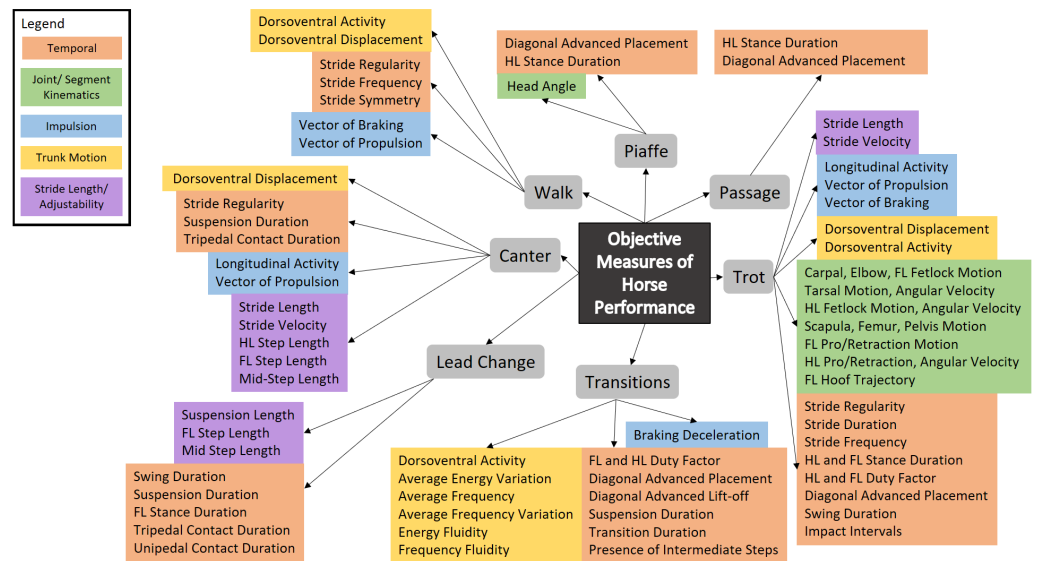 Legend
Temporal
Joint/ Segment
Kinematics
Impulsion
Trunk Motion
Stride Length/
Adjustability
Dorsoventral Activity
Dorsoventral Displacement
Stride Regularity
Stride Frequency
Stride Symmetry
Vector of Braking
Vector of Propulsion
Walk
Diagonal Advanced Placement
HL Stance Duration
Head Angle
Piaffe
HL Stance Duration
Diagonal Advanced Placement
Passage
Dorsoventral Displacement
Stride Regularity
Suspension Duration
Tripedal Contact Duration
Longitudinal Activity
Vector of Propulsion
Stride Length
Stride Velocity
HL Step Length
FL Step Length
Mid-Step Length
Canter
Objective
Measures of
Horse
Performance
Trot
Stride Length
Stride Velocity
Longitudinal Activity
Vector of Propulsion
Vector of Braking
Dorsoventral Displacement
Dorsoventral Activity
Carpal, Elbow, FL Fetlock Motion
Tarsal Motion, Angular Velocity
HL Fetlock Motion, Angular Velocity
Scapula, Femur, Pelvis Motion
FL Pro/Retraction Motion
HL Pro/Retraction, Angular Velocity
FL Hoof Trajectory
Stride Regularity
Stride Duration
Stride Frequency
HL and FL Stance Duration
HL and FL Duty Factor
Diagonal Advanced Placement
Swing Duration
Impact Intervals
Lead Change
Suspension Length
FL Step Length
Mid Step Length
Swing Duration
Suspension Duration
FL Stance Duration
Tripedal Contact Duration
Unipedal Contact Duration
Transitions
Braking Deceleration
Dorsoventral Activity
Average Energy Variation
Average Frequency
Average Frequency Variation
Energy Fluidity
Frequency Fluidity
FL and HL Duty Factor
Diagonal Advanced Placement
Diagonal Advanced Lift-off
Suspension Duration
Transition Duration
Presence of Intermediate Steps